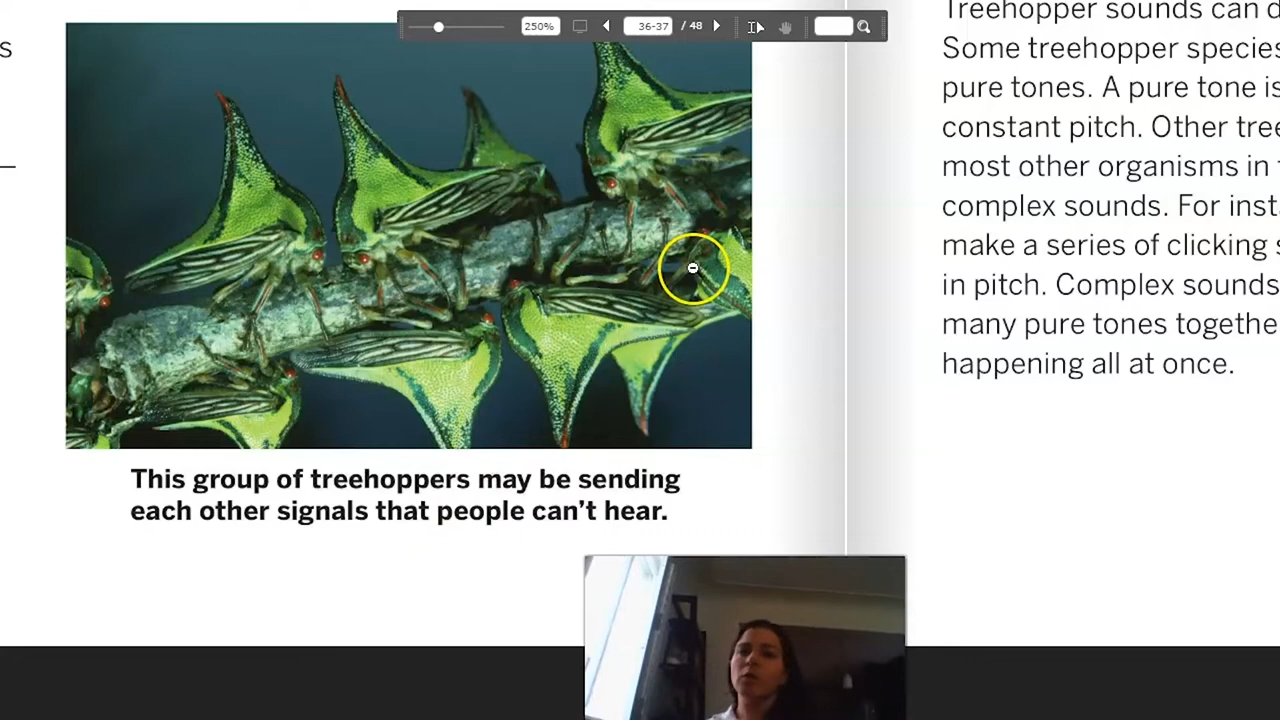 250%
36-37 / 48
s
This group of treehoppers may be sending
each other signals that people can't hear.
Treehopper sounds can d
Some treehopper species
pure tones. A pure tone is
constant pitch. Other tree
most other organisms in
complex sounds. For inst
make a series of clicking s
in pitch. Complex sounds
many pure tones togethe
happening all at once.